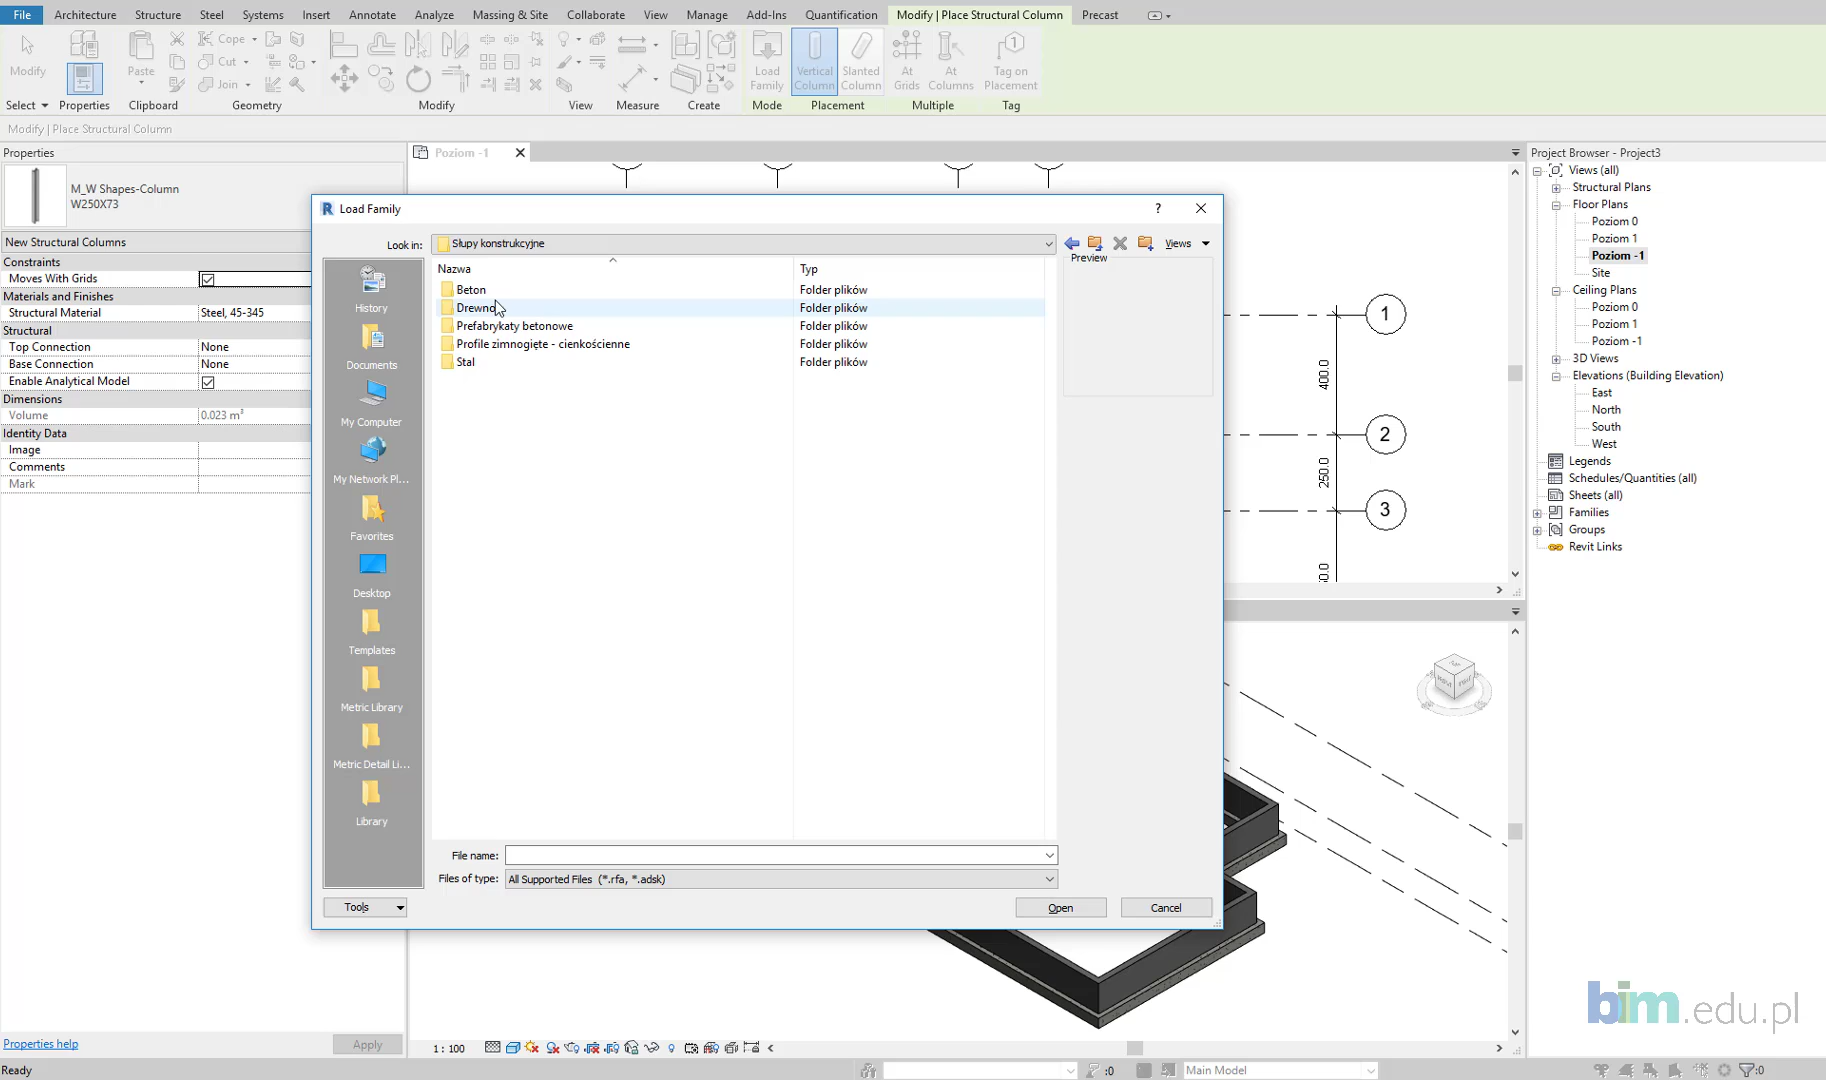 File Architecture Structure Steel Systems Insert Annotate Analyze Massing & Site Collaborate View Manage Add-Ins Quantification Modify | Place Structural Column Precast
Modify Paste Cope Cut Join Load Family Vertical Column Slanted Column At Grids At Columns Tag on Placement
Select Properties Clipboard Geometry Modify View Measure Create Mode Placement Multiple Tag
Modify | Place Structural Column
Properties
M_W Shapes-Column
W250X73
New Structural Columns
Constraints
Moves With Grids
Materials and Finishes
Structural Material Steel, 45-345
Structural
Top Connection None
Base Connection None
Enable Analytical Model
Dimensions
Volume 0.023 m³
Identity Data
Image
Comments
Mark
Properties help Apply
Poziom -1
Load Family
Look in: Słupy konstrukcyjne Views
Preview
Nazwa Typ
Beton Folder plików
Drewno Folder plików
Prefabrykaty betonowe Folder plików
Profile zimnogięte - cienkościenne Folder plików
Stal Folder plików
History
Documents
My Computer
My Network Pl...
Favorites
Desktop
Templates
Metric Library
Metric Detail Li...
Library
File name:
Files of type: All Supported Files (*.rfa, *.adsk)
Tools Open Cancel
1
400.0
2
250.0
3
Project Browser - Project3
Views (all)
Structural Plans
Floor Plans
Poziom 0
Poziom 1
Poziom -1
Site
Ceiling Plans
Poziom 0
Poziom 1
Poziom -1
3D Views
Elevations (Building Elevation)
East
North
South
West
Legends
Schedules/Quantities (all)
Sheets (all)
Families
Groups
Revit Links
bim.edu.pl
1 : 100
Ready :0 Main Model :0